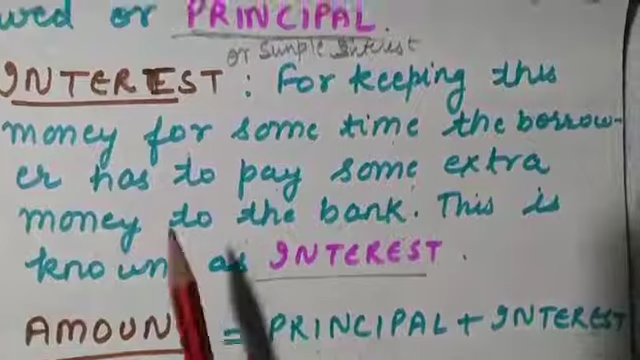 or PRINCIPAL.
or Simple Interest
INTEREST : For keeping this
money for some time the borrow-
er has to pay some extra
money to the bank. This is
known as INTEREST.
AMOUNT = PRINCIPAL + INTEREST